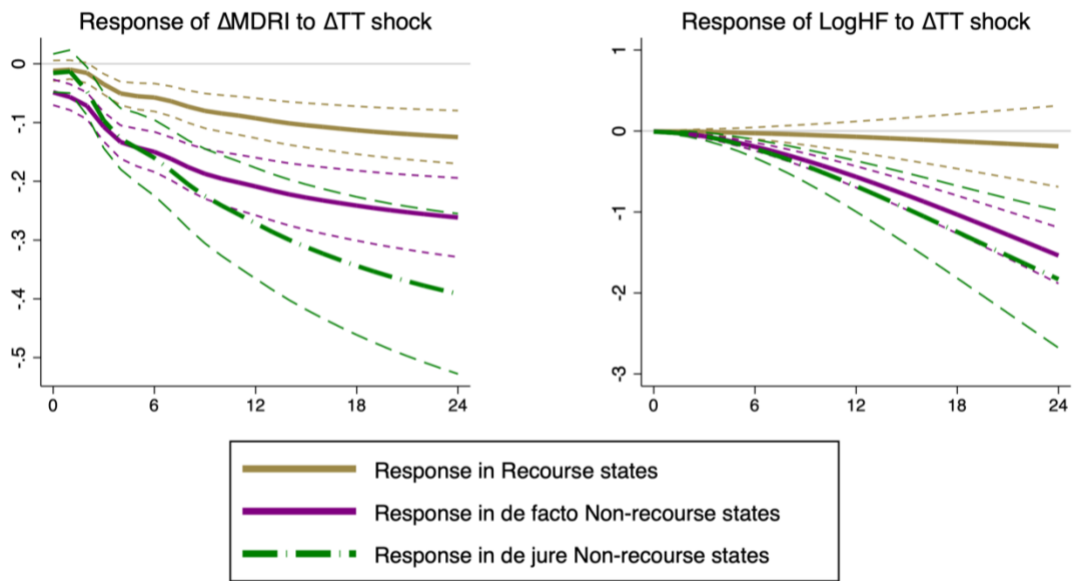 Response of ΔMDRI to ΔTT shock
0
-.1
-.2
-.3
-.4
-.5
0 6 12 18 24
Response of LogHF to ΔTT shock
1
0
-1
-2
-3
0 6 12 18 24
Response in Recourse states
Response in de facto Non-recourse states
Response in de jure Non-recourse states